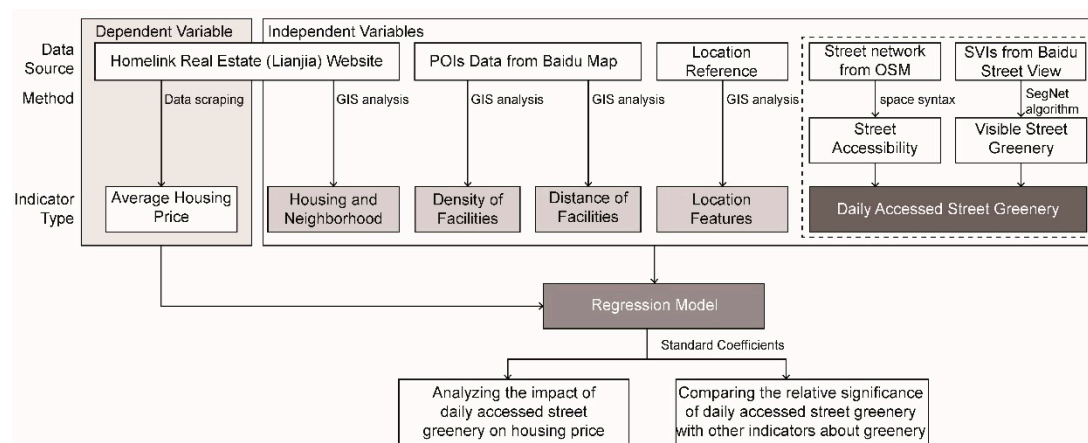 Dependent Variable
Independent Variables
Data
Source
Homelink Real Estate (Lianjia) Website
POIs Data from Baidu Map
Location
Reference
Street network
from OSM
SVIs from Baidu
Street View
Method
Data scraping
GIS analysis
GIS analysis
GIS analysis
GIS analysis
space syntax
SegNet
algorithm
Street
Accessibility
Visible Street
Greenery
Indicator
Type
Average Housing
Price
Housing and
Neighborhood
Density of
Facilities
Distance of
Facilities
Location
Features
Daily Accessed Street Greenery
Regression Model
Standard Coefficients
Analyzing the impact of
daily accessed street
greenery on housing price
Comparing the relative significance
of daily accessed street greenery
with other indicators about greenery